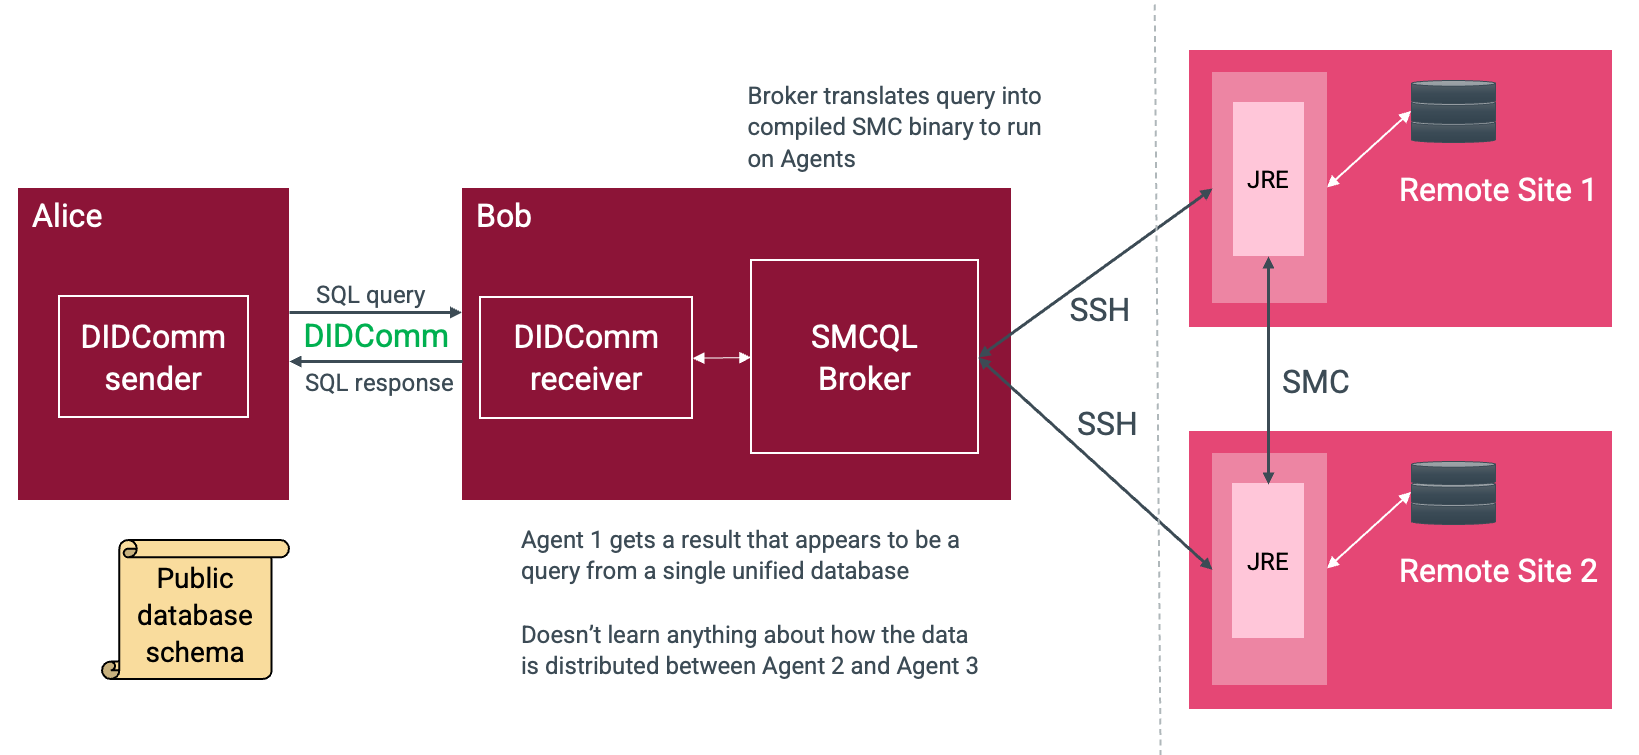 Broker translates query into
compiled SMC binary to run
on Agents
Alice
DIDComm
sender
SQL query
DIDComm
SQL response
Bob
DIDComm
receiver
SMCQL
Broker
SSH
SSH
JRE
Remote Site 1
SMC
JRE
Remote Site 2
Public
database
schema
Agent 1 gets a result that appears to be a
query from a single unified database
Doesn’t learn anything about how the data
is distributed between Agent 2 and Agent 3